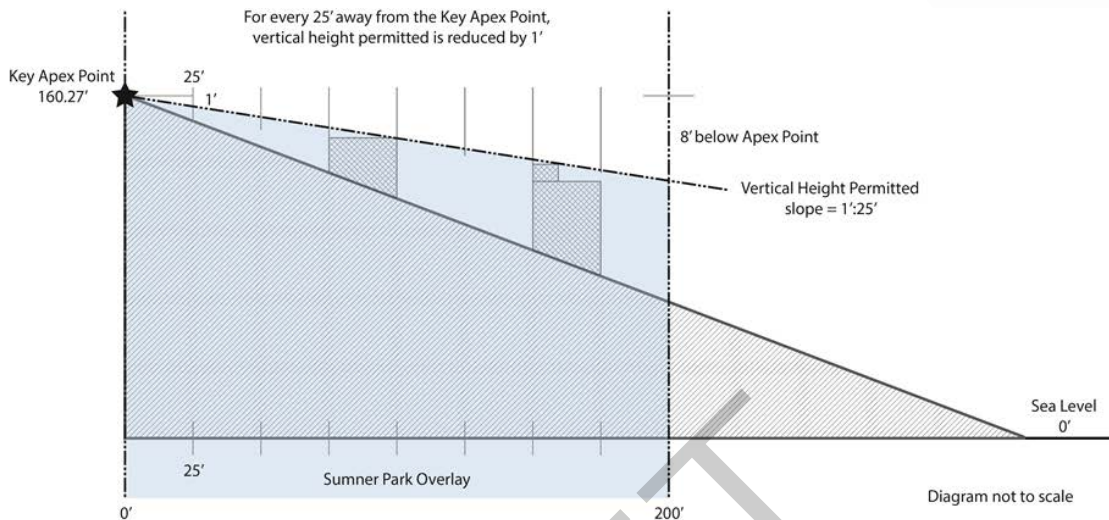 For every 25' away from the Key Apex Point,
vertical height permitted is reduced by 1'
Key Apex Point
160.27'
25'
1'
8' below Apex Point
Vertical Height Permitted
slope = 1':25'
Sea Level
0'
25'
Sumner Park Overlay
Diagram not to scale
0'
200'